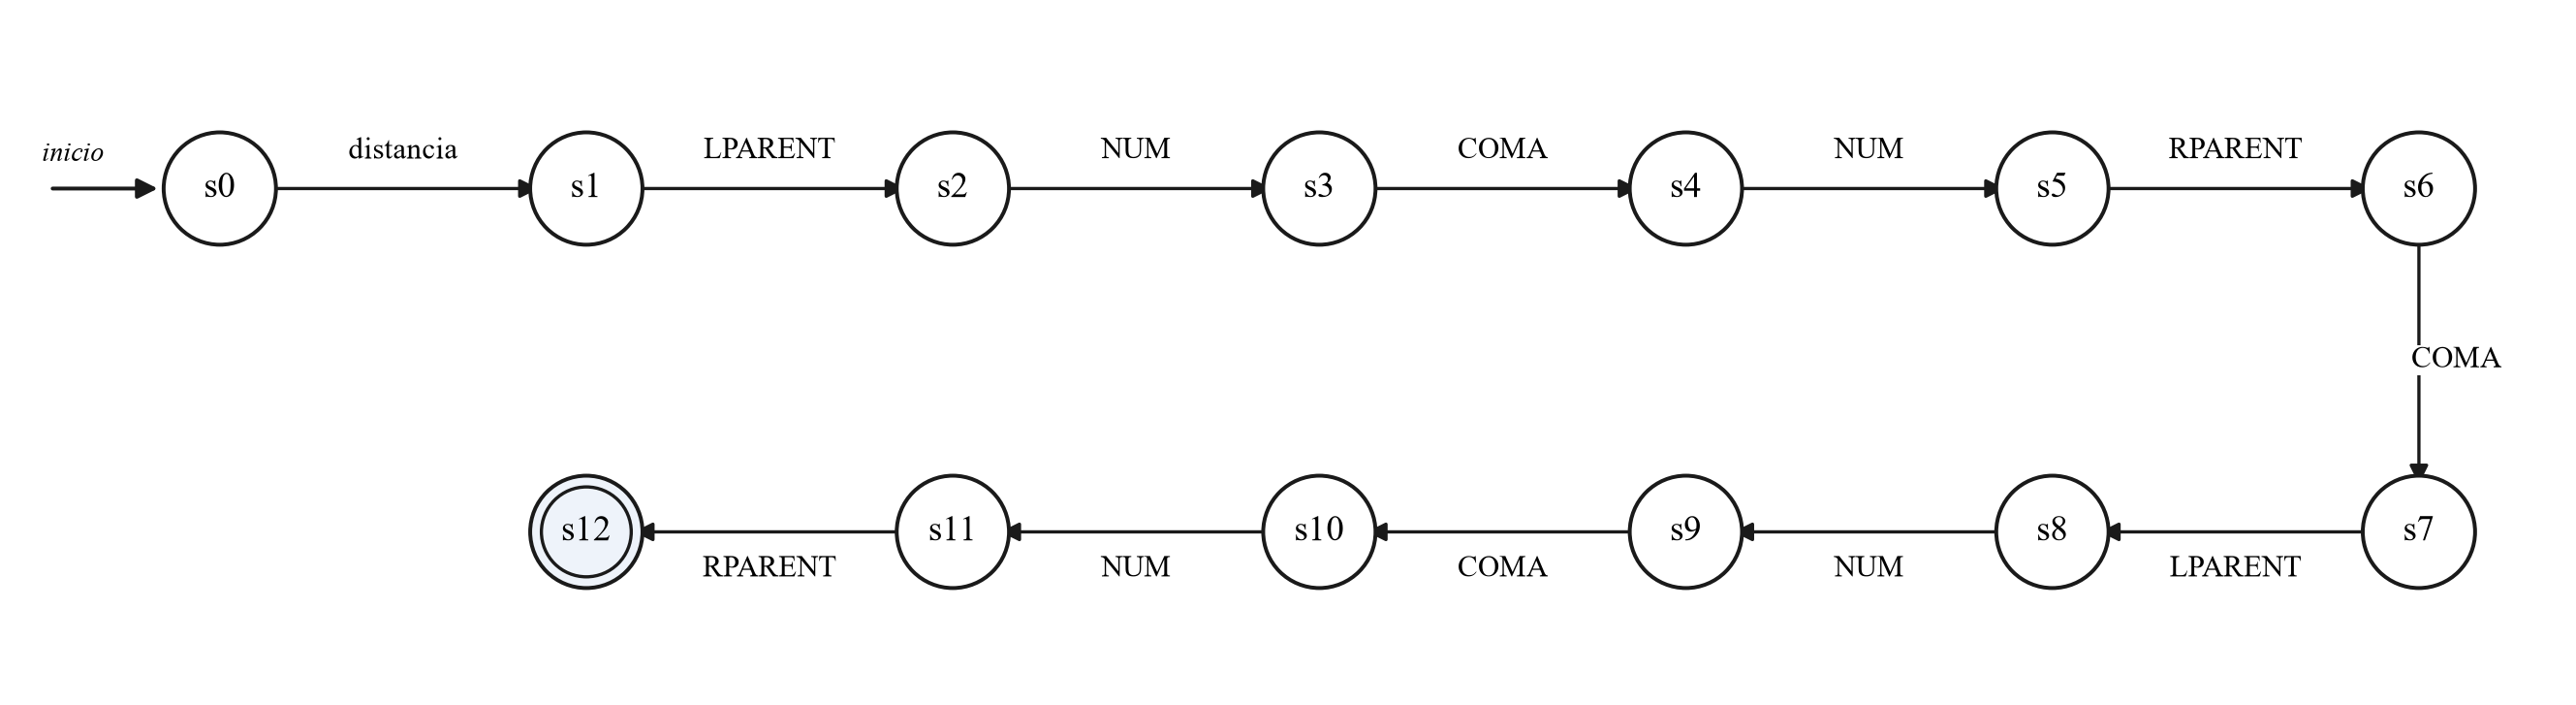 inicio
distancia LPARENT NUM COMA NUM RPARENT
s0 s1 s2 s3 s4 s5 s6
COMA
s12 s11 s10 s9 s8 s7
RPARENT NUM COMA NUM LPARENT